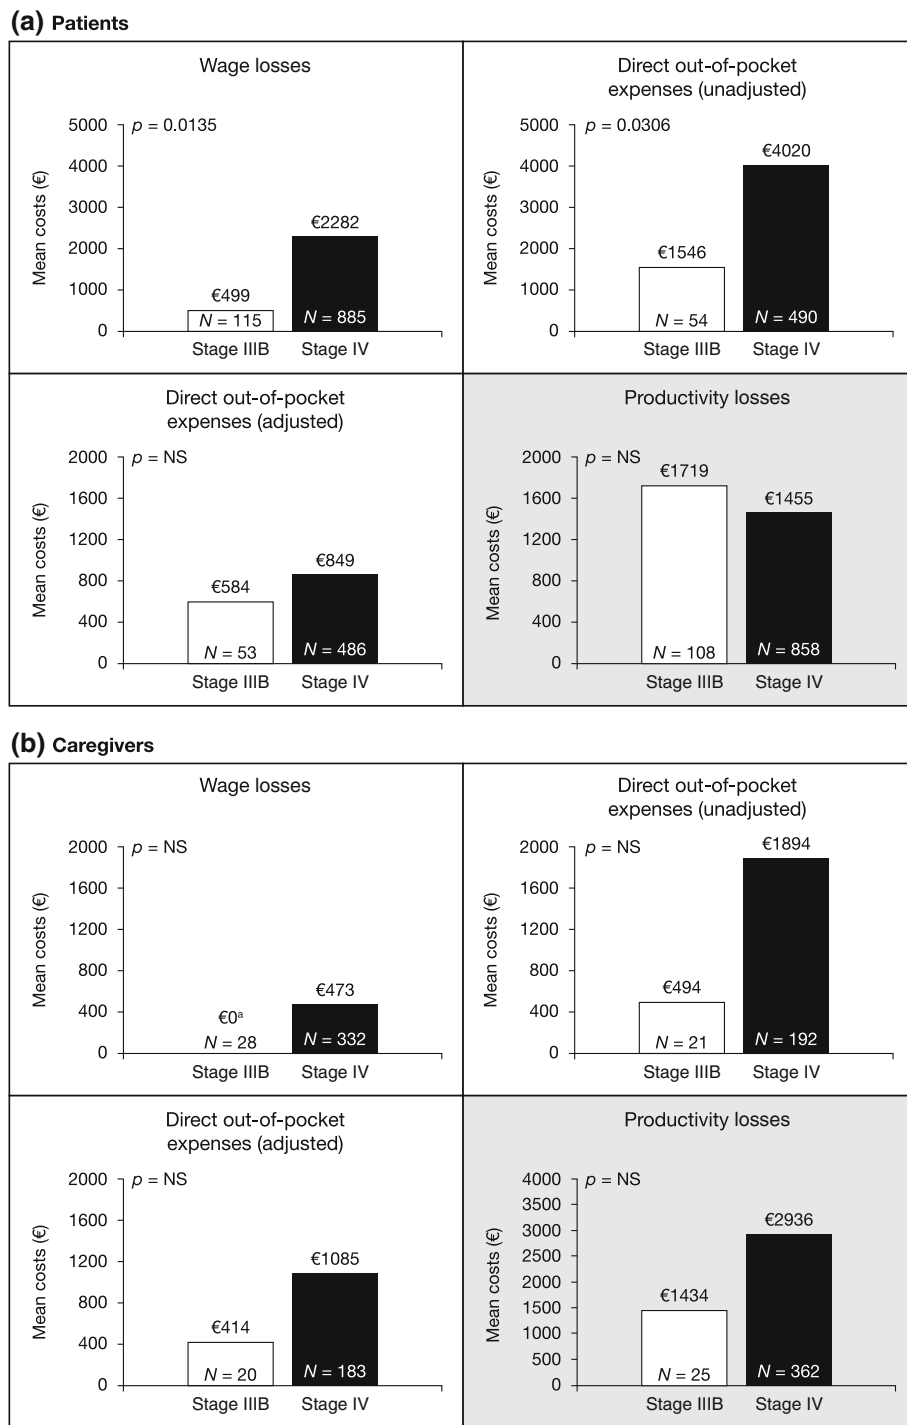 (a) Patients
Wage losses
p = 0.0135
Mean costs (€)
5000
4000
3000
2000
1000
0
€499
N = 115
€2282
N = 885
Stage IIIB
Stage IV
Direct out-of-pocket
expenses (unadjusted)
p = 0.0306
Mean costs (€)
5000
4000
3000
2000
1000
0
€1546
N = 54
€4020
N = 490
Stage IIIB
Stage IV
Direct out-of-pocket
expenses (adjusted)
p = NS
Mean costs (€)
2000
1600
1200
800
400
0
€584
N = 53
€849
N = 486
Stage IIIB
Stage IV
Productivity losses
p = NS
Mean costs (€)
2000
1600
1200
800
400
0
€1719
N = 108
€1455
N = 858
Stage IIIB
Stage IV
(b) Caregivers
Wage losses
p = NS
Mean costs (€)
2000
1600
1200
800
400
0
€0ᵃ
N = 28
€473
N = 332
Stage IIIB
Stage IV
Direct out-of-pocket
expenses (unadjusted)
p = NS
Mean costs (€)
2000
1600
1200
800
400
0
€494
N = 21
€1894
N = 192
Stage IIIB
Stage IV
Direct out-of-pocket
expenses (adjusted)
p = NS
Mean costs (€)
2000
1600
1200
800
400
0
€414
N = 20
€1085
N = 183
Stage IIIB
Stage IV
Productivity losses
p = NS
Mean costs (€)
4000
3500
3000
2500
2000
1500
1000
500
0
€1434
N = 25
€2936
N = 362
Stage IIIB
Stage IV